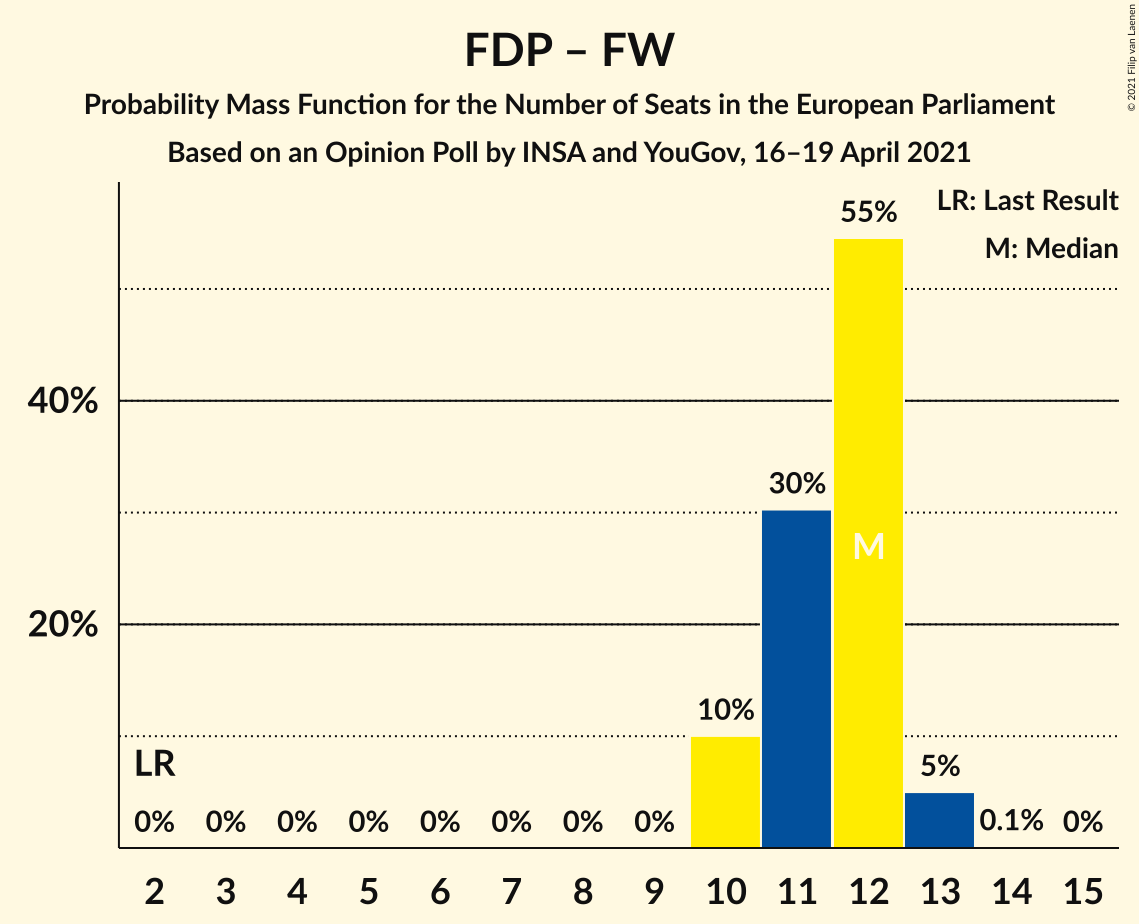 FDP – FW
Probability Mass Function for the Number of Seats in the European Parliament
Based on an Opinion Poll by INSA and YouGov, 16–19 April 2021
© 2021 Filip van Laenen
LR: Last Result
M: Median
55%
40%
30%
M
20%
10%
LR
5%
0% 0% 0% 0% 0% 0% 0% 0% 0.1% 0%
2 3 4 5 6 7 8 9 10 11 12 13 14 15